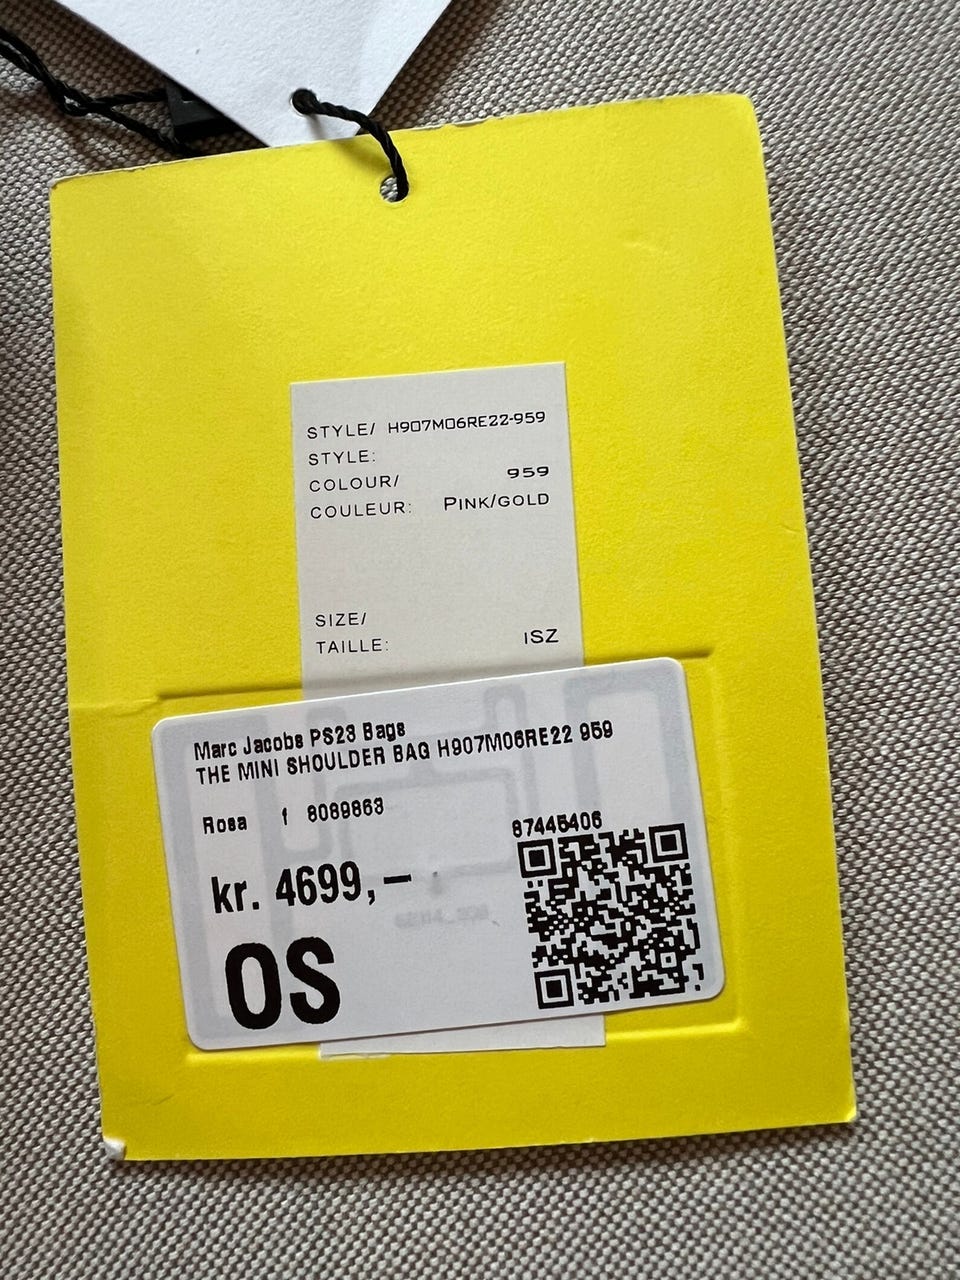 STYLE/ H907M06RE22-959
STYLE:
COLOUR/ 959
COULEUR: PINK/GOLD
SIZE/
TAILLE: 1SZ
Marc Jacobs PS23 Bags
THE MINI SHOULDER BAG H907M06RE22 959
Rosa f 8089863
87445406
kr. 4699,–
OS